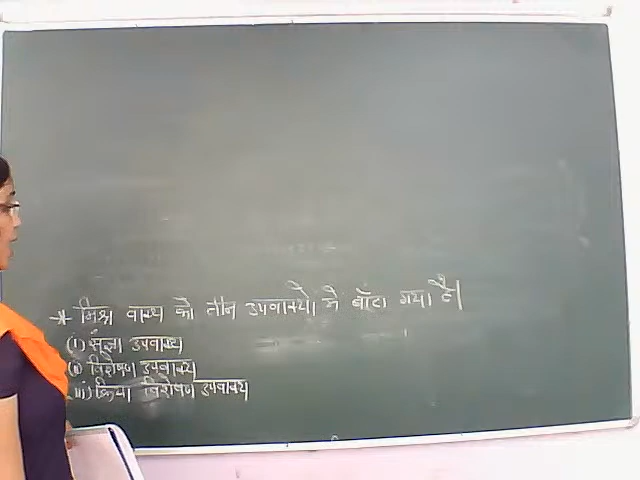 * मिश्र वाक्य को तीन उपवाक्यों में बाँटा गया है।
(i) संज्ञा उपवाक्य
(ii) विशेषण उपवाक्य
(iii) क्रिया विशेषण उपवाक्य